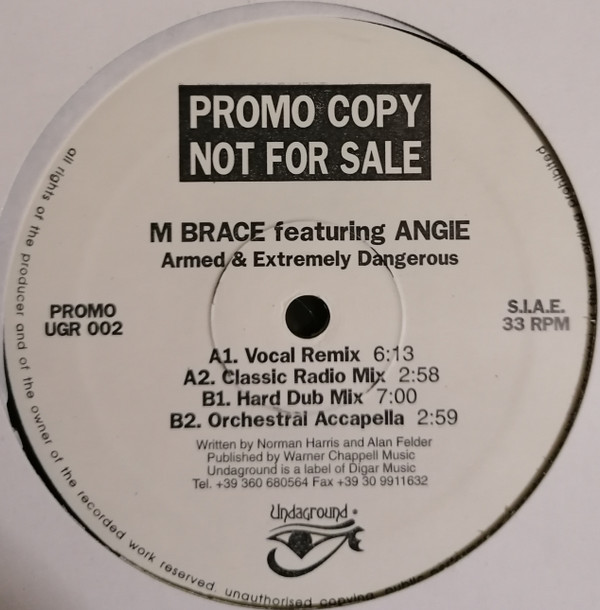 PROMO COPY
NOT FOR SALE
M BRACE featuring ANGIE
Armed & Extremely Dangerous
PROMO
UGR 002
S.I.A.E.
33 RPM
A1. Vocal Remix 6:13
A2. Classic Radio Mix 2:58
B1. Hard Dub Mix 7:00
B2. Orchestral Accapella 2:59
Written by Norman Harris and Alan Felder
Published by Warner Chappell Music
Undaground is a label of Digar Music
Tel. +39 360 680564 Fax +39 30 9911632
Undaground
all rights of the producer and of the owner of the recorded work reserved. unauthorised copying, public prohibited